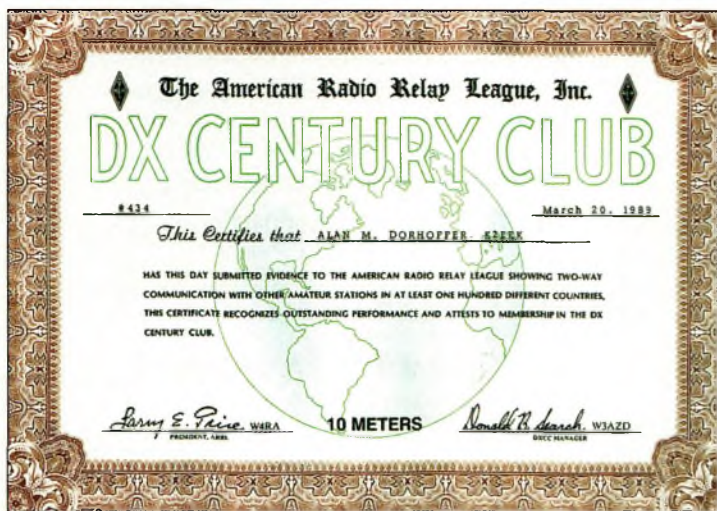 The American Radio Relay League, Inc.
DX CENTURY CLUB
#434
March 20, 1989
This Certifies that ALAN M. DORHOFFER K2EEK
HAS THIS DAY SUBMITTED EVIDENCE TO THE AMERICAN RADIO RELAY LEAGUE SHOWING TWO-WAY
COMMUNICATION WITH OTHER AMATEUR STATIONS IN AT LEAST ONE HUNDRED DIFFERENT COUNTRIES,
THIS CERTIFICATE RECOGNIZES OUTSTANDING PERFORMANCE AND ATTESTS TO MEMBERSHIP IN THE DX
CENTURY CLUB.
Larry E. Price W4RA
PRESIDENT, ARRL
10 METERS
Donald B. Search W3AZD
DXCC MANAGER